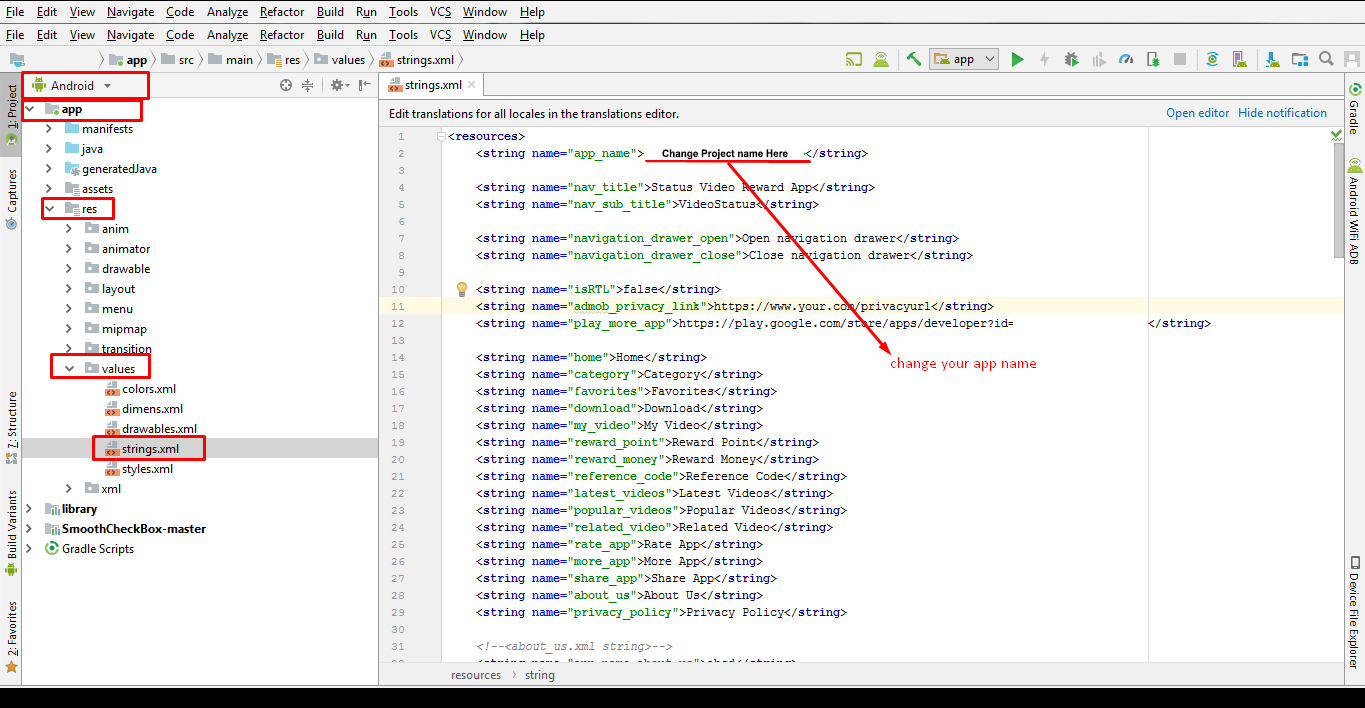 File Edit View Navigate Code Analyze Refactor Build Run Tools VCS Window Help
File Edit View Navigate Code Analyze Refactor Build Run Tools VCS Window Help
app src main res values strings.xml app
1: Project
Captures
7: Structure
Build Variants
2: Favorites
Android
app
manifests
java
generatedJava
assets
res
anim
animator
drawable
layout
menu
mipmap
transition
values
colors.xml
dimens.xml
drawables.xml
strings.xml
styles.xml
xml
library
SmoothCheckBox-master
Gradle Scripts
strings.xml
Edit translations for all locales in the translations editor. Open editor Hide notification
1 <resources>
2 <string name="app_name"> Change Project name Here </string>
3
4 <string name="nav_title">Status Video Reward App</string>
5 <string name="nav_sub_title">VideoStatus</string>
6
7 <string name="navigation_drawer_open">Open navigation drawer</string>
8 <string name="navigation_drawer_close">Close navigation drawer</string>
9
10 <string name="isRTL">false</string>
11 <string name="admob_privacy_link">https://www.your.com/privacyurl</string>
12 <string name="play_more_app">https://play.google.com/store/apps/developer?id= </string>
13
14 <string name="home">Home</string>
change your app name
15 <string name="category">Category</string>
16 <string name="favorites">Favorites</string>
17 <string name="download">Download</string>
18 <string name="my_video">My Video</string>
19 <string name="reward_point">Reward Point</string>
20 <string name="reward_money">Reward Money</string>
21 <string name="reference_code">Reference Code</string>
22 <string name="latest_videos">Latest Videos</string>
23 <string name="popular_videos">Popular Videos</string>
24 <string name="related_video">Related Video</string>
25 <string name="rate_app">Rate App</string>
26 <string name="more_app">More App</string>
27 <string name="share_app">Share App</string>
28 <string name="about_us">About Us</string>
29 <string name="privacy_policy">Privacy Policy</string>
30
31 <!--<about_us.xml string>-->
resources string
Gradle
Android WiFi ADB
Device File Explorer